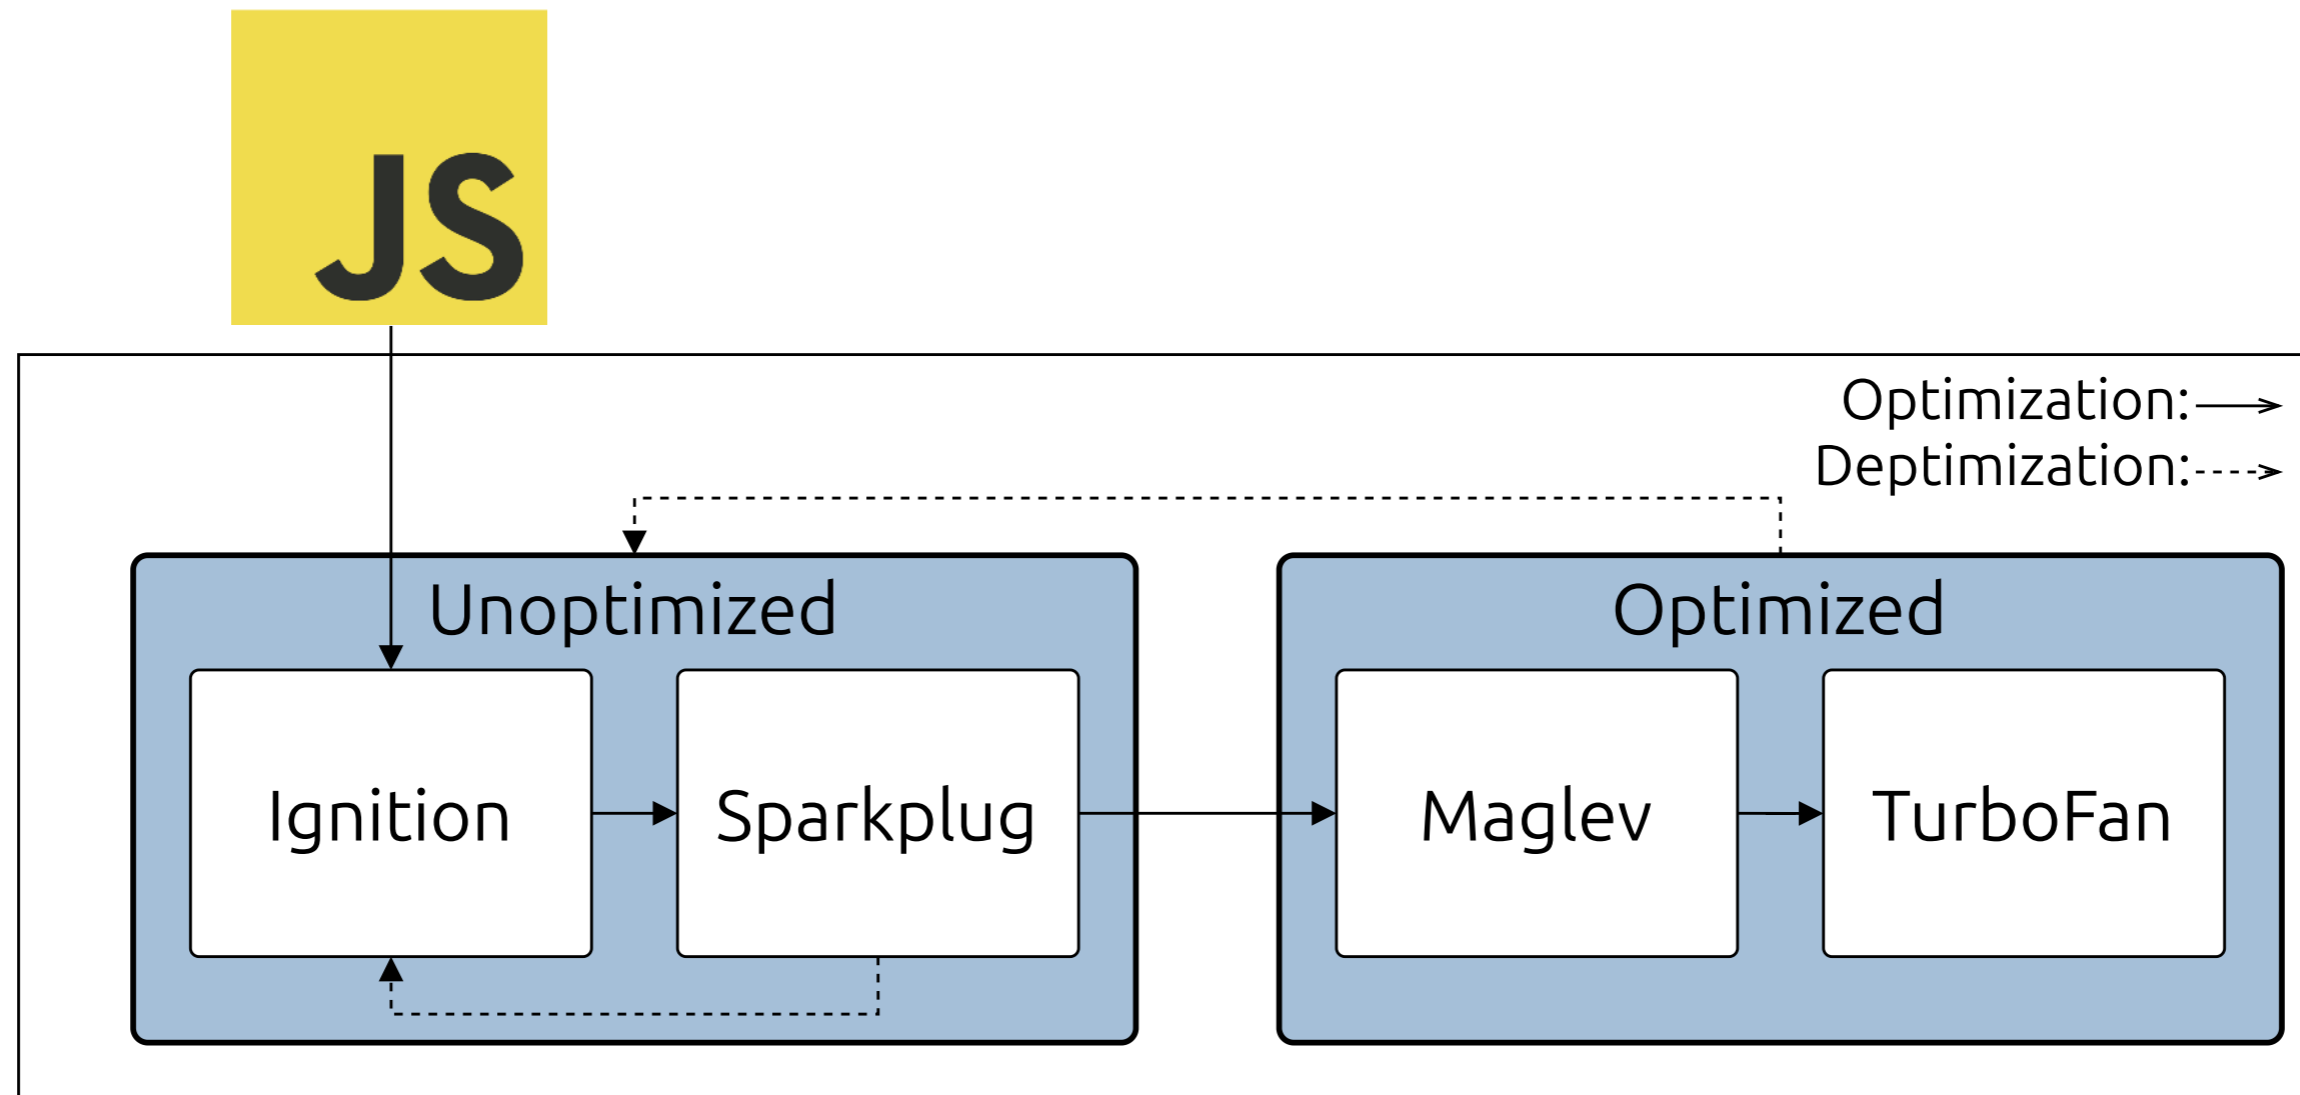 JS
Optimization:
Deptimization:
Unoptimized
Optimized
Ignition
Sparkplug
Maglev
TurboFan